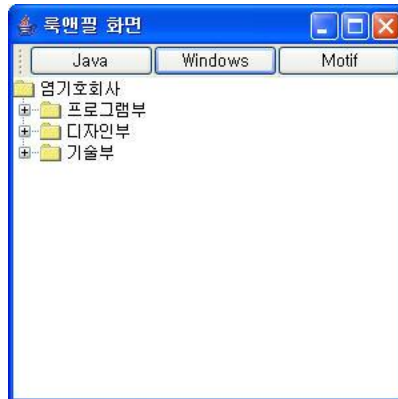 룩앤필 화면
Java Windows Motif
염기호회사
프로그램부
디자인부
기술부